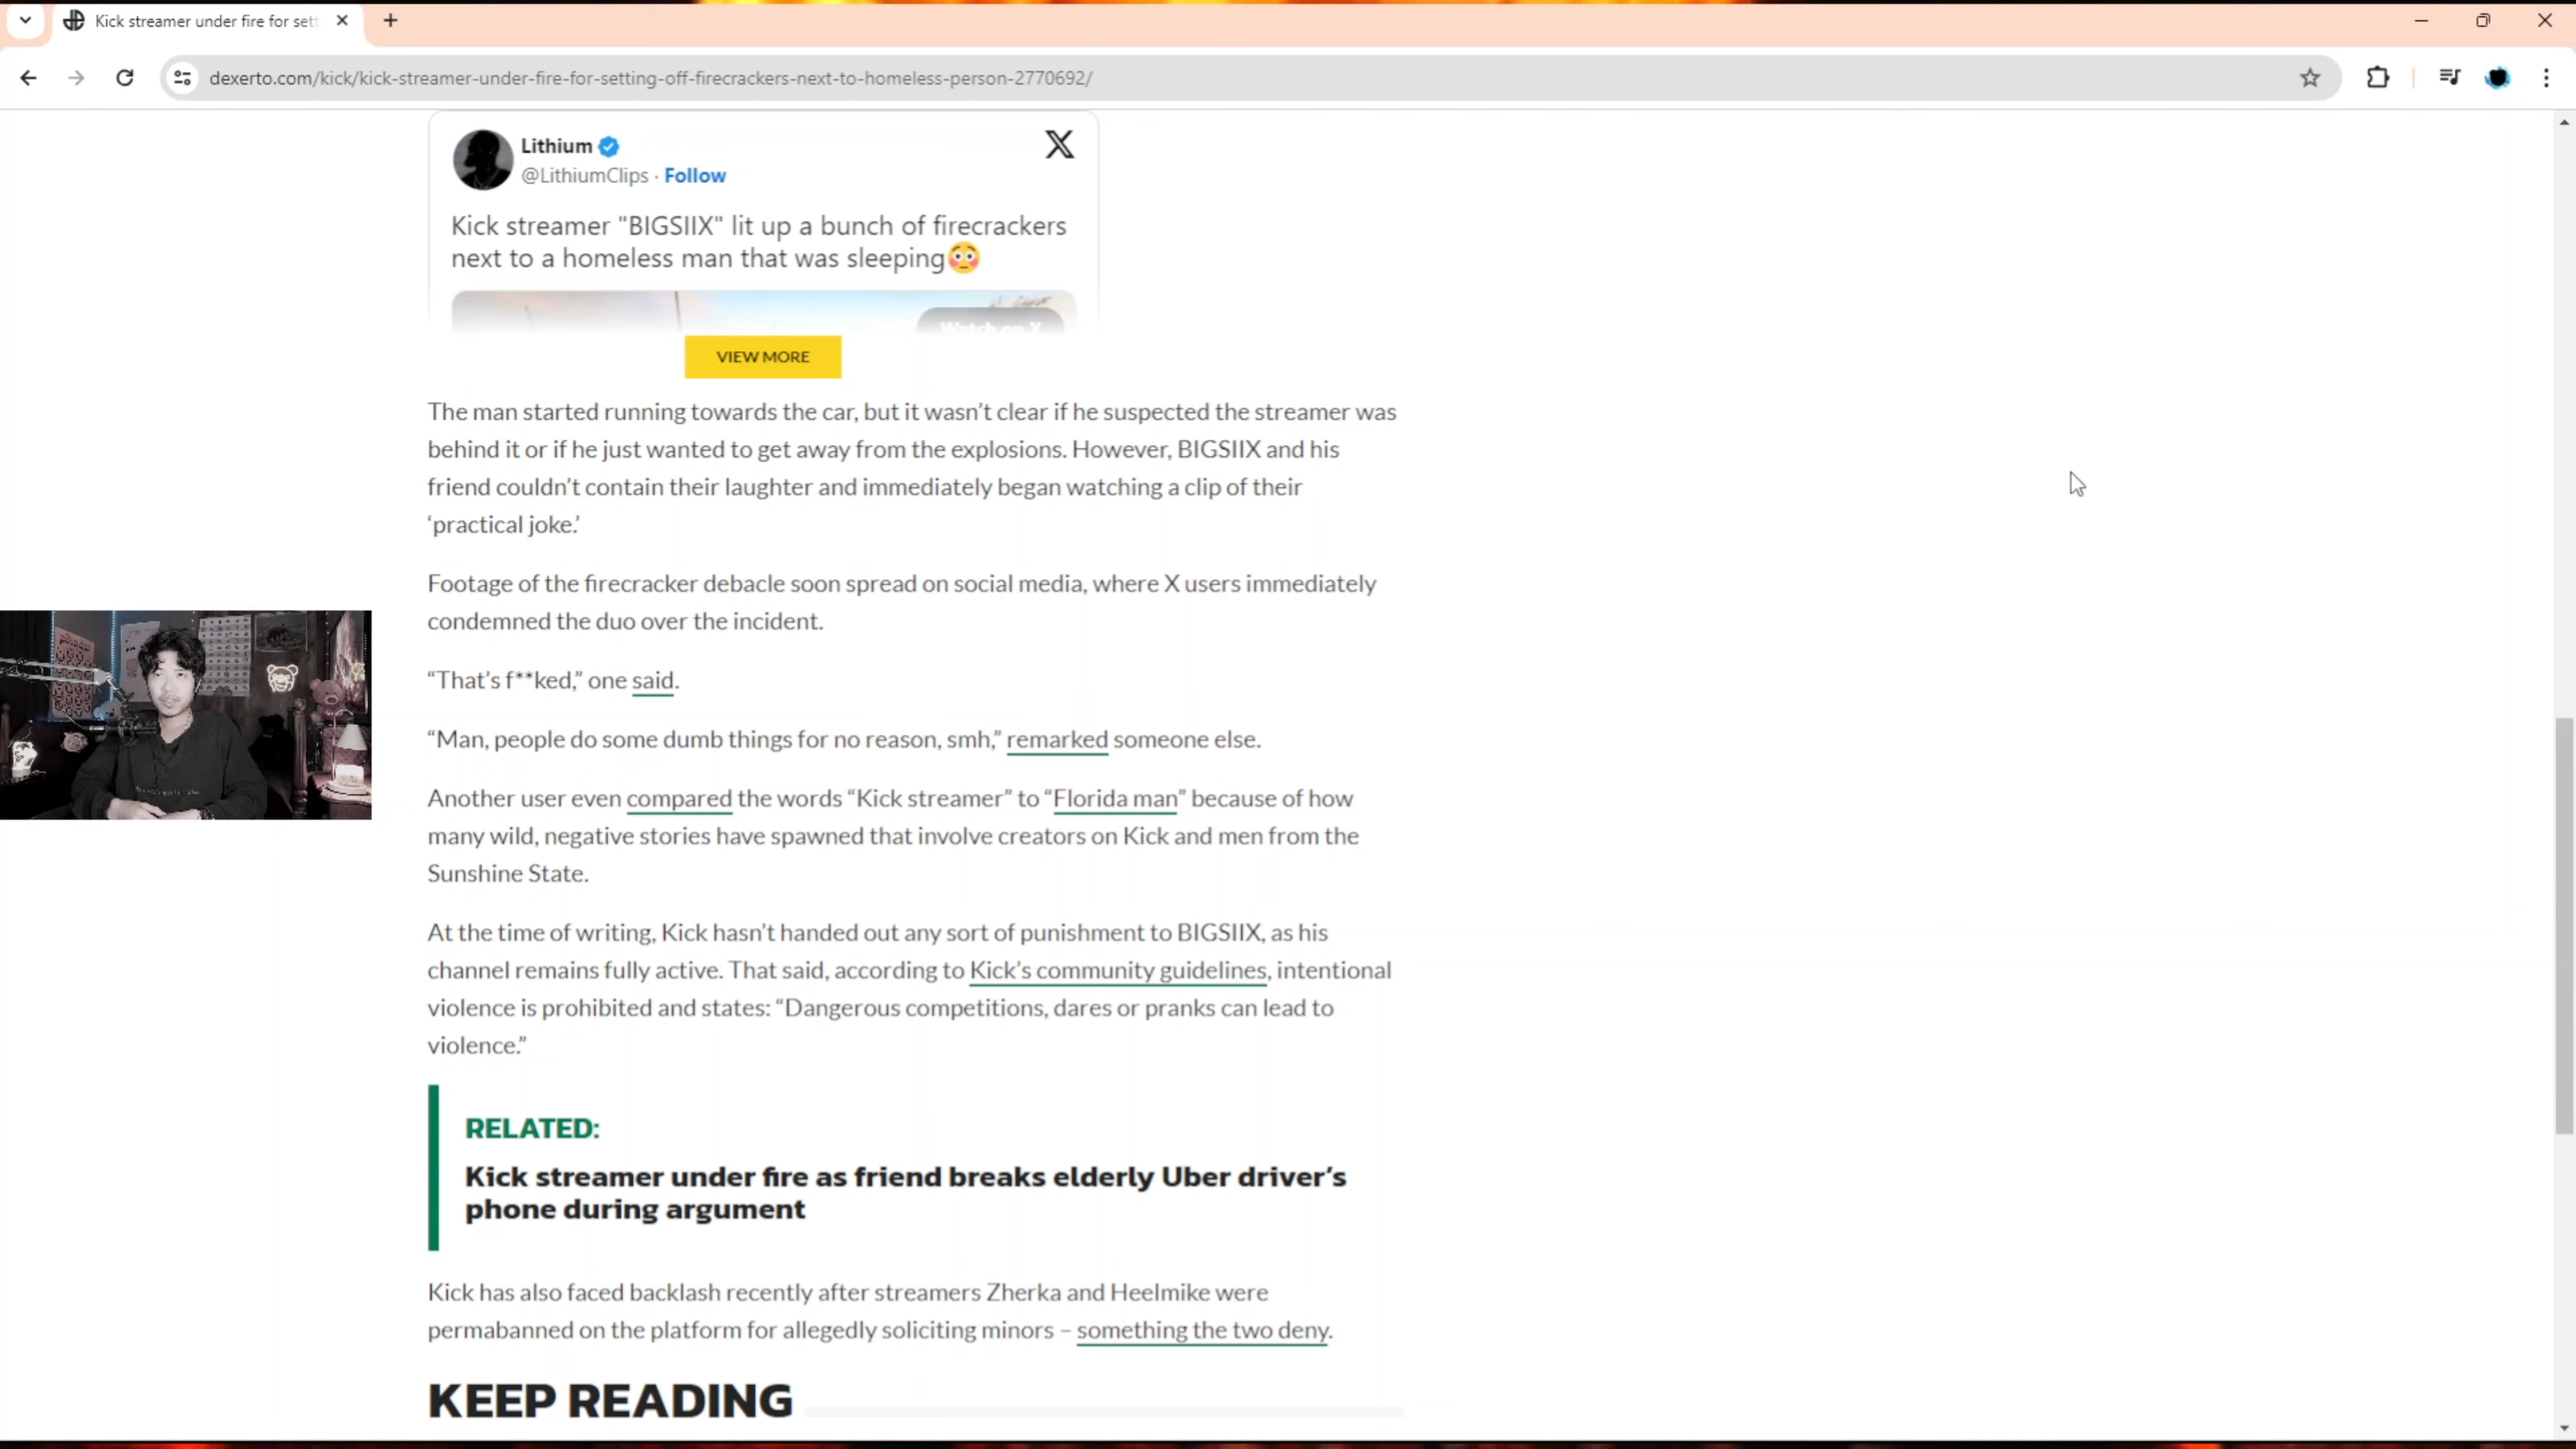 Kick streamer under fire for sett
dexerto.com/kick/kick-streamer-under-fire-for-setting-off-firecrackers-next-to-homeless-person-2770692/
Lithium
@LithiumClips · Follow
Kick streamer "BIGSIIX" lit up a bunch of firecrackers
next to a homeless man that was sleeping😳
Watch on X
VIEW MORE
The man started running towards the car, but it wasn’t clear if he suspected the streamer was
behind it or if he just wanted to get away from the explosions. However, BIGSIIX and his
friend couldn’t contain their laughter and immediately began watching a clip of their
‘practical joke.’
Footage of the firecracker debacle soon spread on social media, where X users immediately
condemned the duo over the incident.
“That’s f**ked,” one said.
“Man, people do some dumb things for no reason, smh,” remarked someone else.
Another user even compared the words “Kick streamer” to “Florida man” because of how
many wild, negative stories have spawned that involve creators on Kick and men from the
Sunshine State.
At the time of writing, Kick hasn’t handed out any sort of punishment to BIGSIIX, as his
channel remains fully active. That said, according to Kick’s community guidelines, intentional
violence is prohibited and states: “Dangerous competitions, dares or pranks can lead to
violence.”
RELATED:
Kick streamer under fire as friend breaks elderly Uber driver’s
phone during argument
Kick has also faced backlash recently after streamers Zherka and Heelmike were
permabanned on the platform for allegedly soliciting minors – something the two deny.
KEEP READING